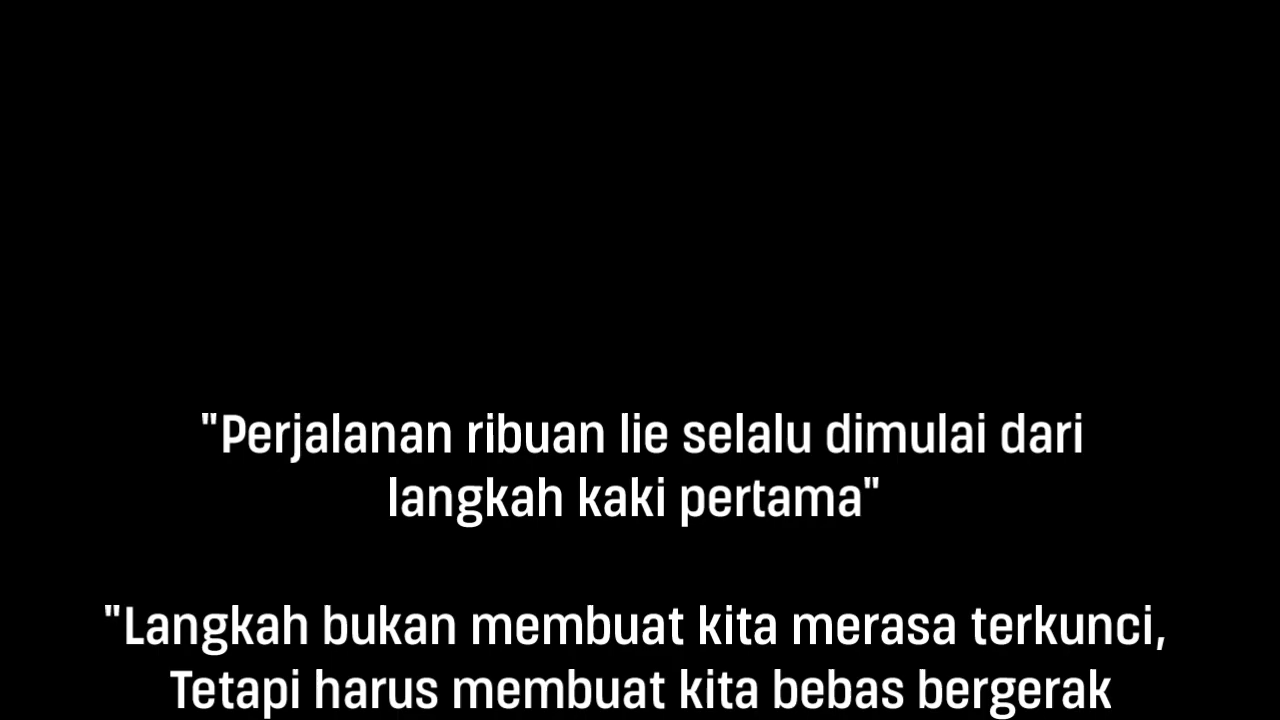 "Perjalanan ribuan lie selalu dimulai dari
langkah kaki pertama"
"Langkah bukan membuat kita merasa terkunci,
Tetapi harus membuat kita bebas bergerak